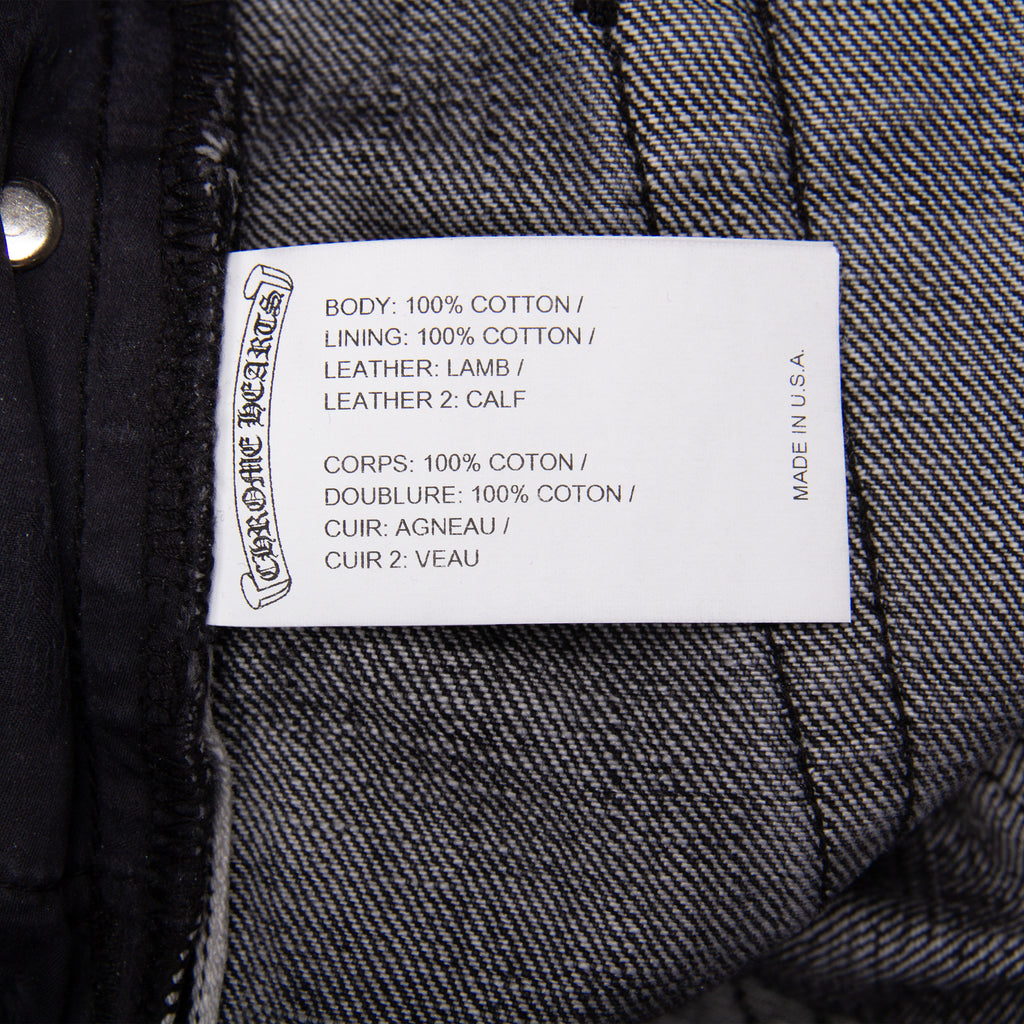 CHROME HEARTS
BODY: 100% COTTON /
LINING: 100% COTTON /
LEATHER: LAMB /
LEATHER 2: CALF
CORPS: 100% COTON /
DOUBLURE: 100% COTON /
CUIR: AGNEAU /
CUIR 2: VEAU
MADE IN U.S.A.